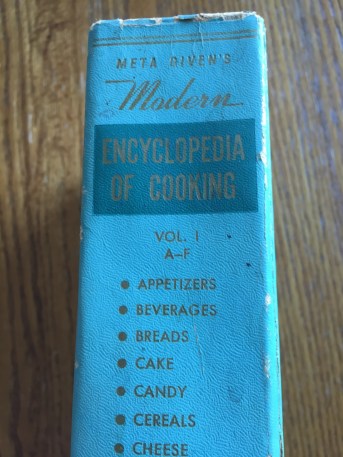 META GIVEN'S
Modern
ENCYCLOPEDIA
OF COOKING
VOL. I
A-F
• APPETIZERS
• BEVERAGES
• BREADS
• CAKE
• CANDY
• CEREALS
• CHEESE